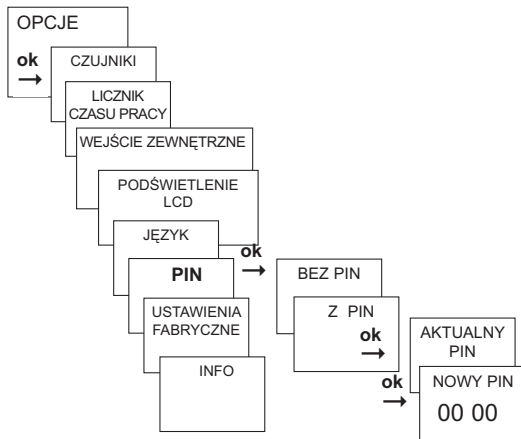 OPCJE
ok
→
CZUJNIKI
LICZNIK
CZASU PRACY
WEJŚCIE ZEWNĘTRZNE
PODŚWIETLENIE
LCD
JĘZYK
PIN
ok
→
USTAWIENIA
FABRYCZNE
INFO
BEZ PIN
Z PIN
ok
→
AKTUALNY
PIN
ok
→
NOWY PIN
00 00